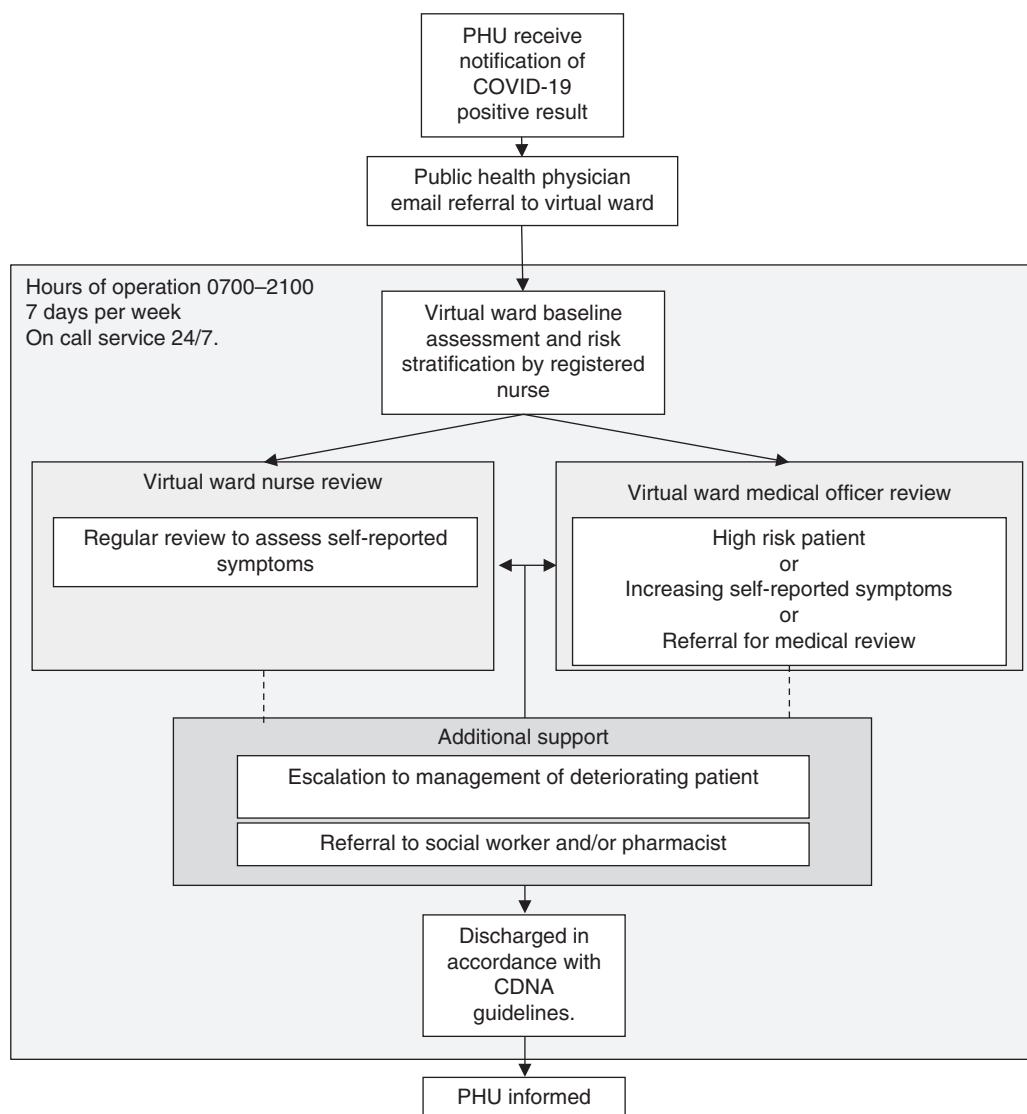 PHU receive
notification of
COVID-19
positive result
Public health physician
email referral to virtual ward
Hours of operation 0700–2100
7 days per week
On call service 24/7.
Virtual ward baseline
assessment and risk
stratification by registered
nurse
Virtual ward nurse review
Regular review to assess self-reported
symptoms
Virtual ward medical officer review
High risk patient
or
Increasing self-reported symptoms
or
Referral for medical review
Additional support
Escalation to management of deteriorating patient
Referral to social worker and/or pharmacist
Discharged in
accordance with
CDNA
guidelines.
PHU informed